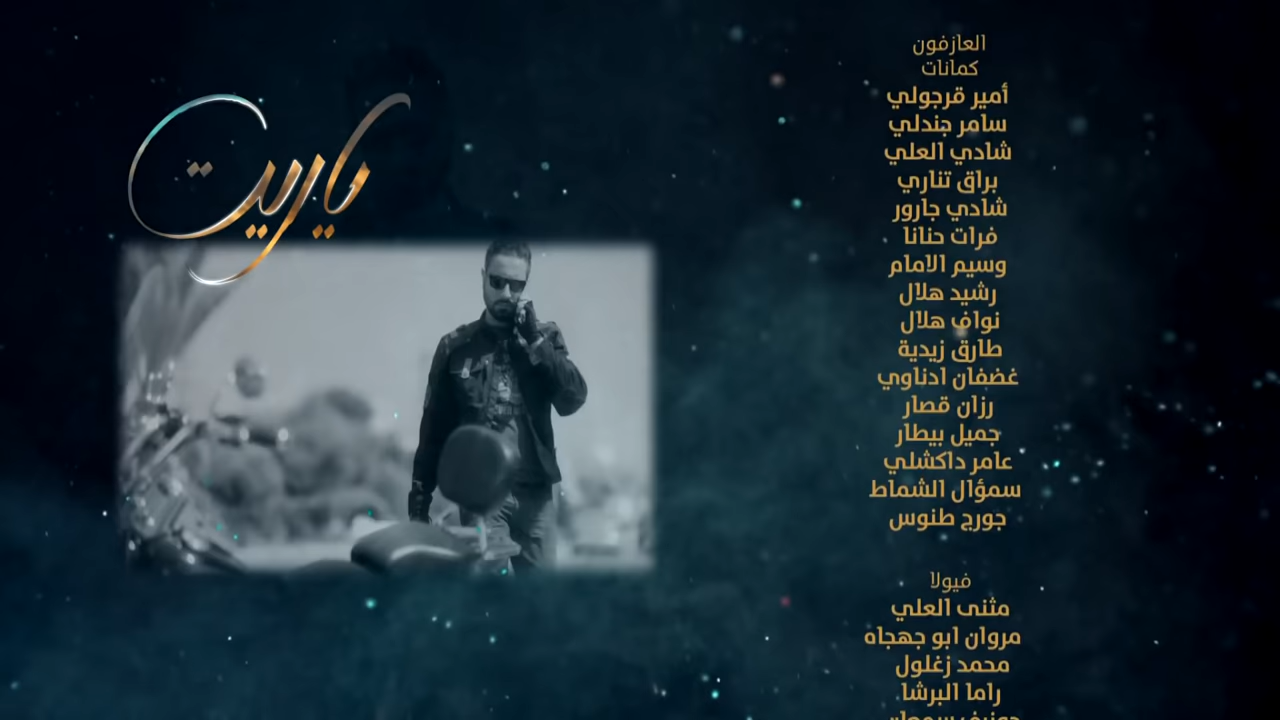 ياريت
العازفون
كمانات
أمير قرجولي
سامر جندلي
شادي العلي
براق تناري
شادي جارور
فرات حنانا
وسيم الامام
رشيد هلال
نواف هلال
طارق زيدية
غضفان ادناوي
رزان قصار
جميل بيطار
عامر داكشلي
سمؤال الشماط
جورج طنوس
فيولا
مثنى العلي
مروان ابو جهجاه
محمد زغلول
راما البرشا